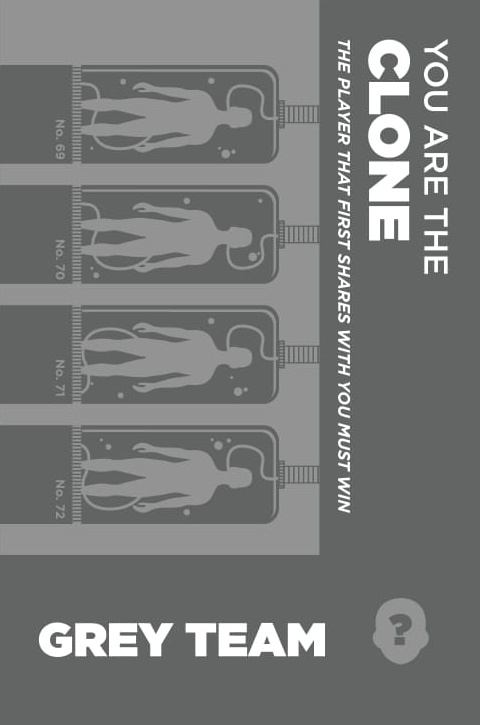 YOU ARE THE
CLONE
THE PLAYER THAT FIRST SHARES WITH YOU MUST WIN
No. 69
No. 70
No. 71
No. 72
GREY TEAM
?